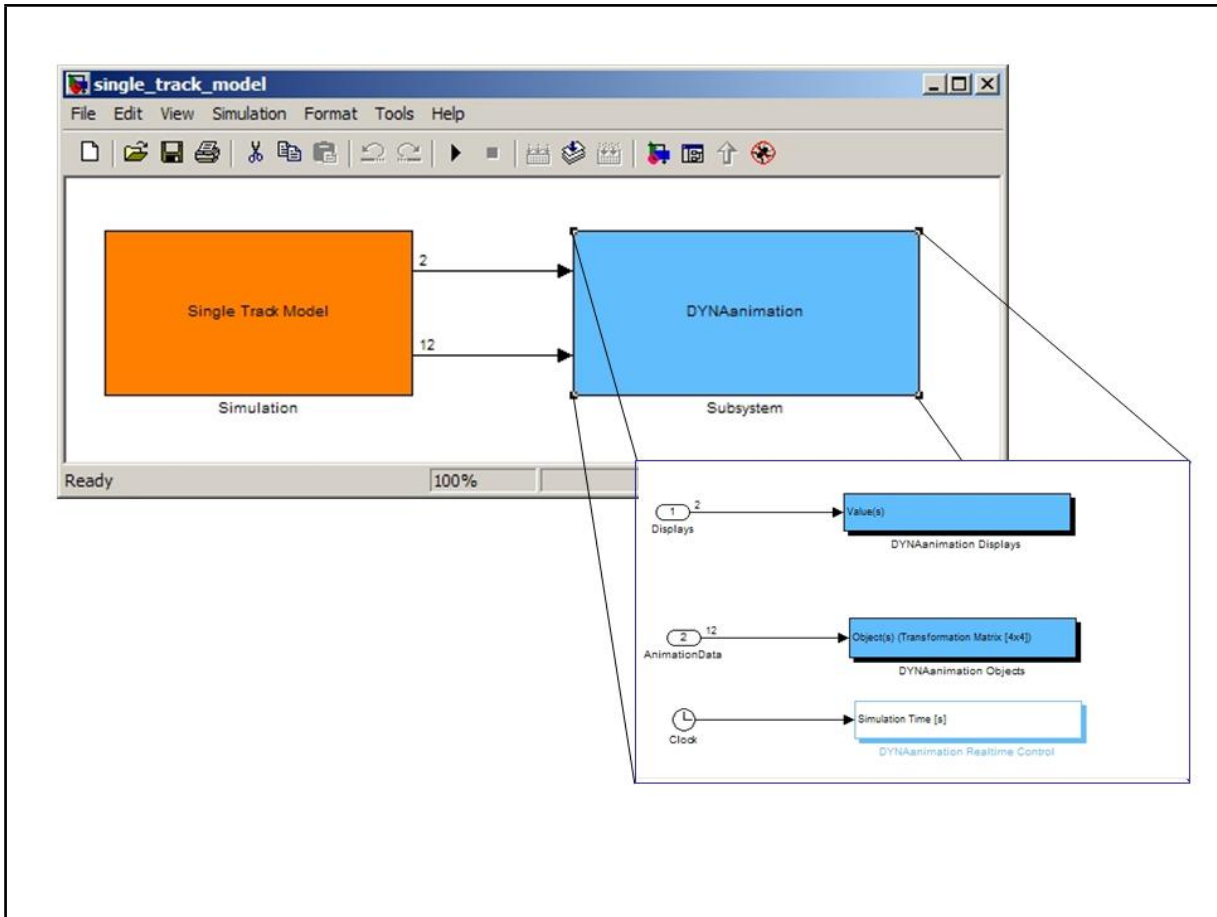 single_track_model
File Edit View Simulation Format Tools Help
2
Single Track Model
DYNAanimation
12
Simulation
Subsystem
Ready
100%
1
2
Value(s)
Displays
DYNAanimation Displays
2
12
Object(s) (Transformation Matrix [4x4])
AnimationData
DYNAanimation Objects
Simulation Time [s]
Clock
DYNAanimation Realtime Control